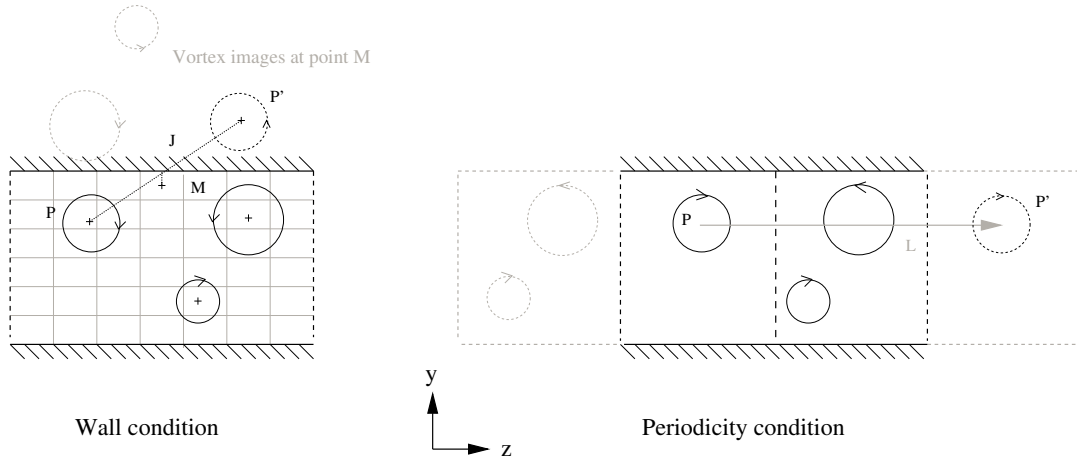 Vortex images at point M
P’
J
M
P
P
P’
L
y
z
Wall condition
Periodicity condition